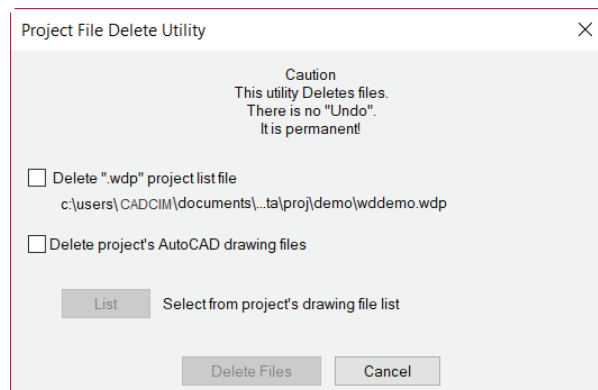 Project File Delete Utility
Caution
This utility Deletes files.
There is no "Undo".
It is permanent!
Delete ".wdp" project list file
c:\users\CADCIM\documents\...ta\proj\demo\wddemo.wdp
Delete project's AutoCAD drawing files
List Select from project's drawing file list
Delete Files Cancel